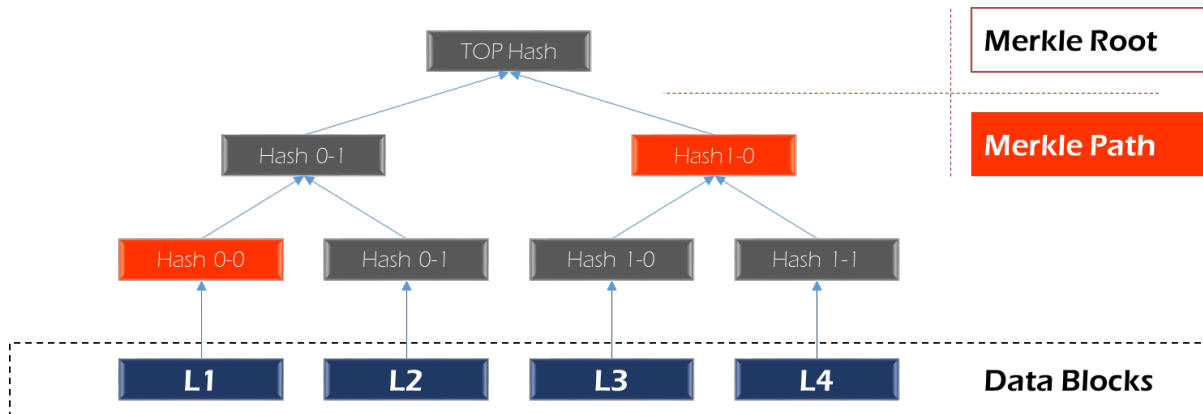 TOP Hash
Merkle Root
Hash 0-1
Hash1-0
Merkle Path
Hash 0-0
Hash 0-1
Hash 1-0
Hash 1-1
L1
L2
L3
L4
Data Blocks